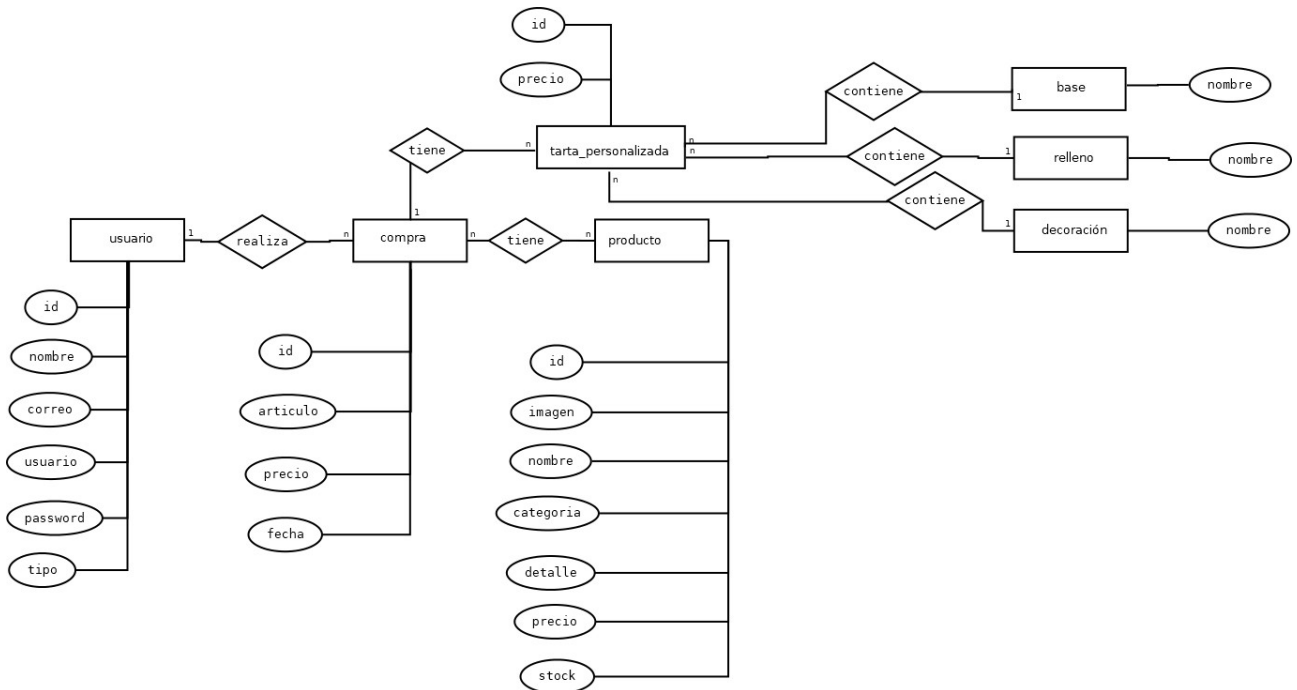 id
precio
contiene
1
base
nombre
tiene
n
tarta_personalizada
n
n
contiene
1
relleno
nombre
n
contiene
1
decoración
nombre
1
usuario
1
realiza
n
compra
n
tiene
n
producto
id
nombre
correo
usuario
password
tipo
id
articulo
precio
fecha
id
imagen
nombre
categoria
detalle
precio
stock